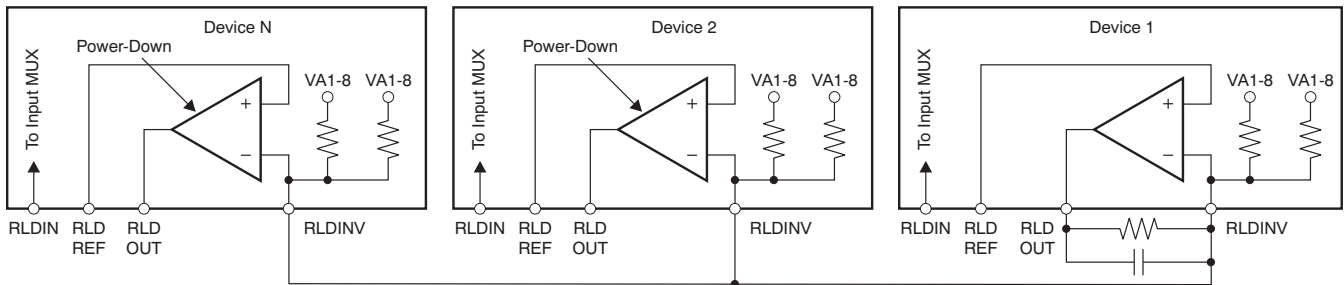 Device N
Power-Down
To Input MUX
VA1-8 VA1-8
+
−
RLDIN RLD REF RLD OUT RLDINV
Device 2
Power-Down
To Input MUX
VA1-8 VA1-8
+
−
RLDIN RLD REF RLD OUT RLDINV
Device 1
To Input MUX
VA1-8 VA1-8
+
−
RLDIN RLD REF RLD OUT RLDINV